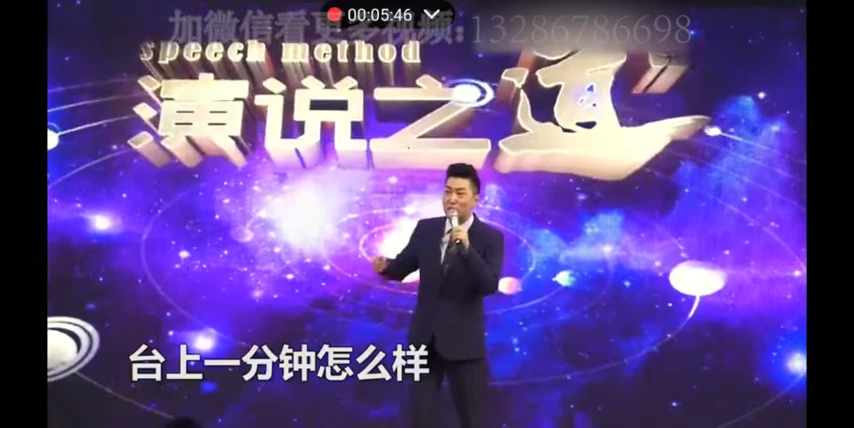 00:05:46
加微信看更多视频:13286786698
speech method
演说之道
台上一分钟怎么样